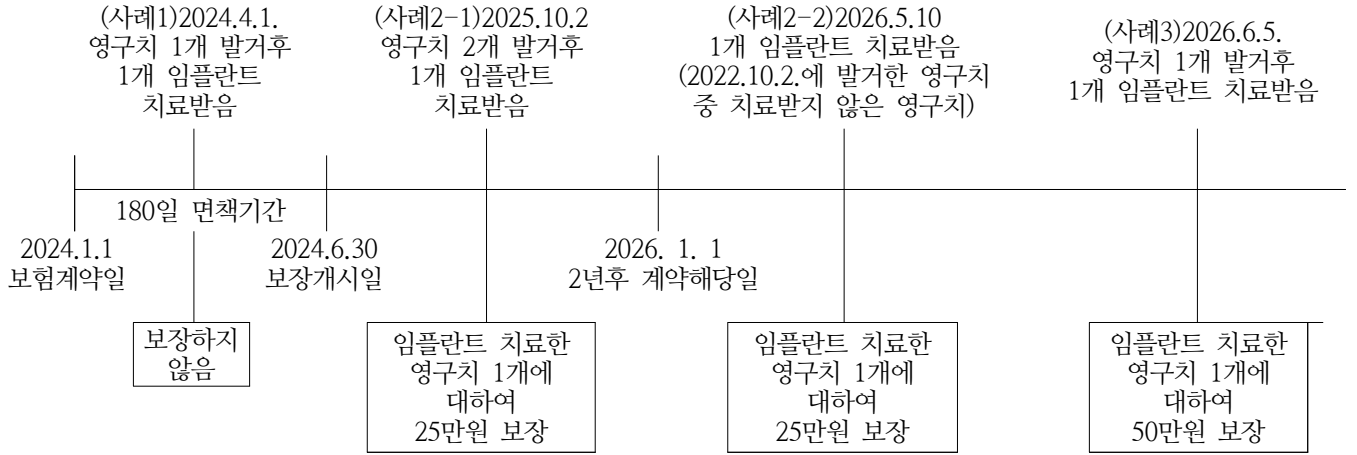 (사례1)2024.4.1.
영구치 1개 발거후
1개 임플란트
치료받음
(사례2-1)2025.10.2
영구치 2개 발거후
1개 임플란트
치료받음
(사례2-2)2026.5.10
1개 임플란트 치료받음
(2022.10.2.에 발거한 영구치
중 치료받지 않은 영구치)
(사례3)2026.6.5.
영구치 1개 발거후
1개 임플란트 치료받음
180일 면책기간
2024.1.1
보험계약일
2024.6.30
보장개시일
2026. 1. 1
2년후 계약해당일
보장하지
않음
임플란트 치료한
영구치 1개에
대하여
25만원 보장
임플란트 치료한
영구치 1개에
대하여
25만원 보장
임플란트 치료한
영구치 1개에
대하여
50만원 보장